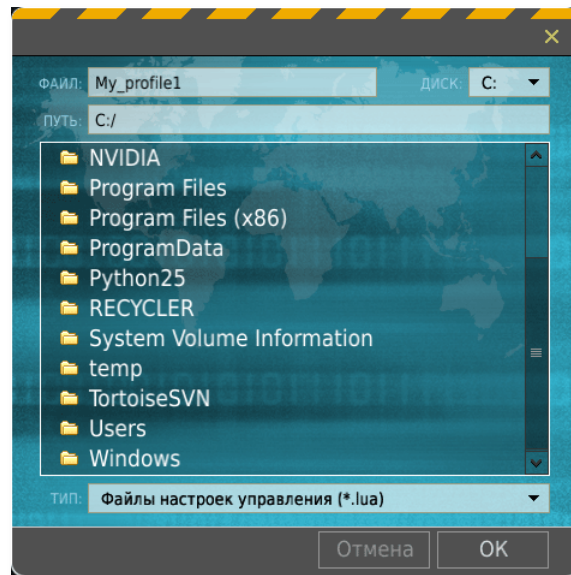 ФАЙЛ: My_profile1 ДИСК: C:
ПУТЬ: C:/
NVIDIA
Program Files
Program Files (x86)
ProgramData
Python25
RECYCLER
System Volume Information
temp
TortoiseSVN
Users
Windows
ТИП: Файлы настроек управления (*.lua)
Отмена OK